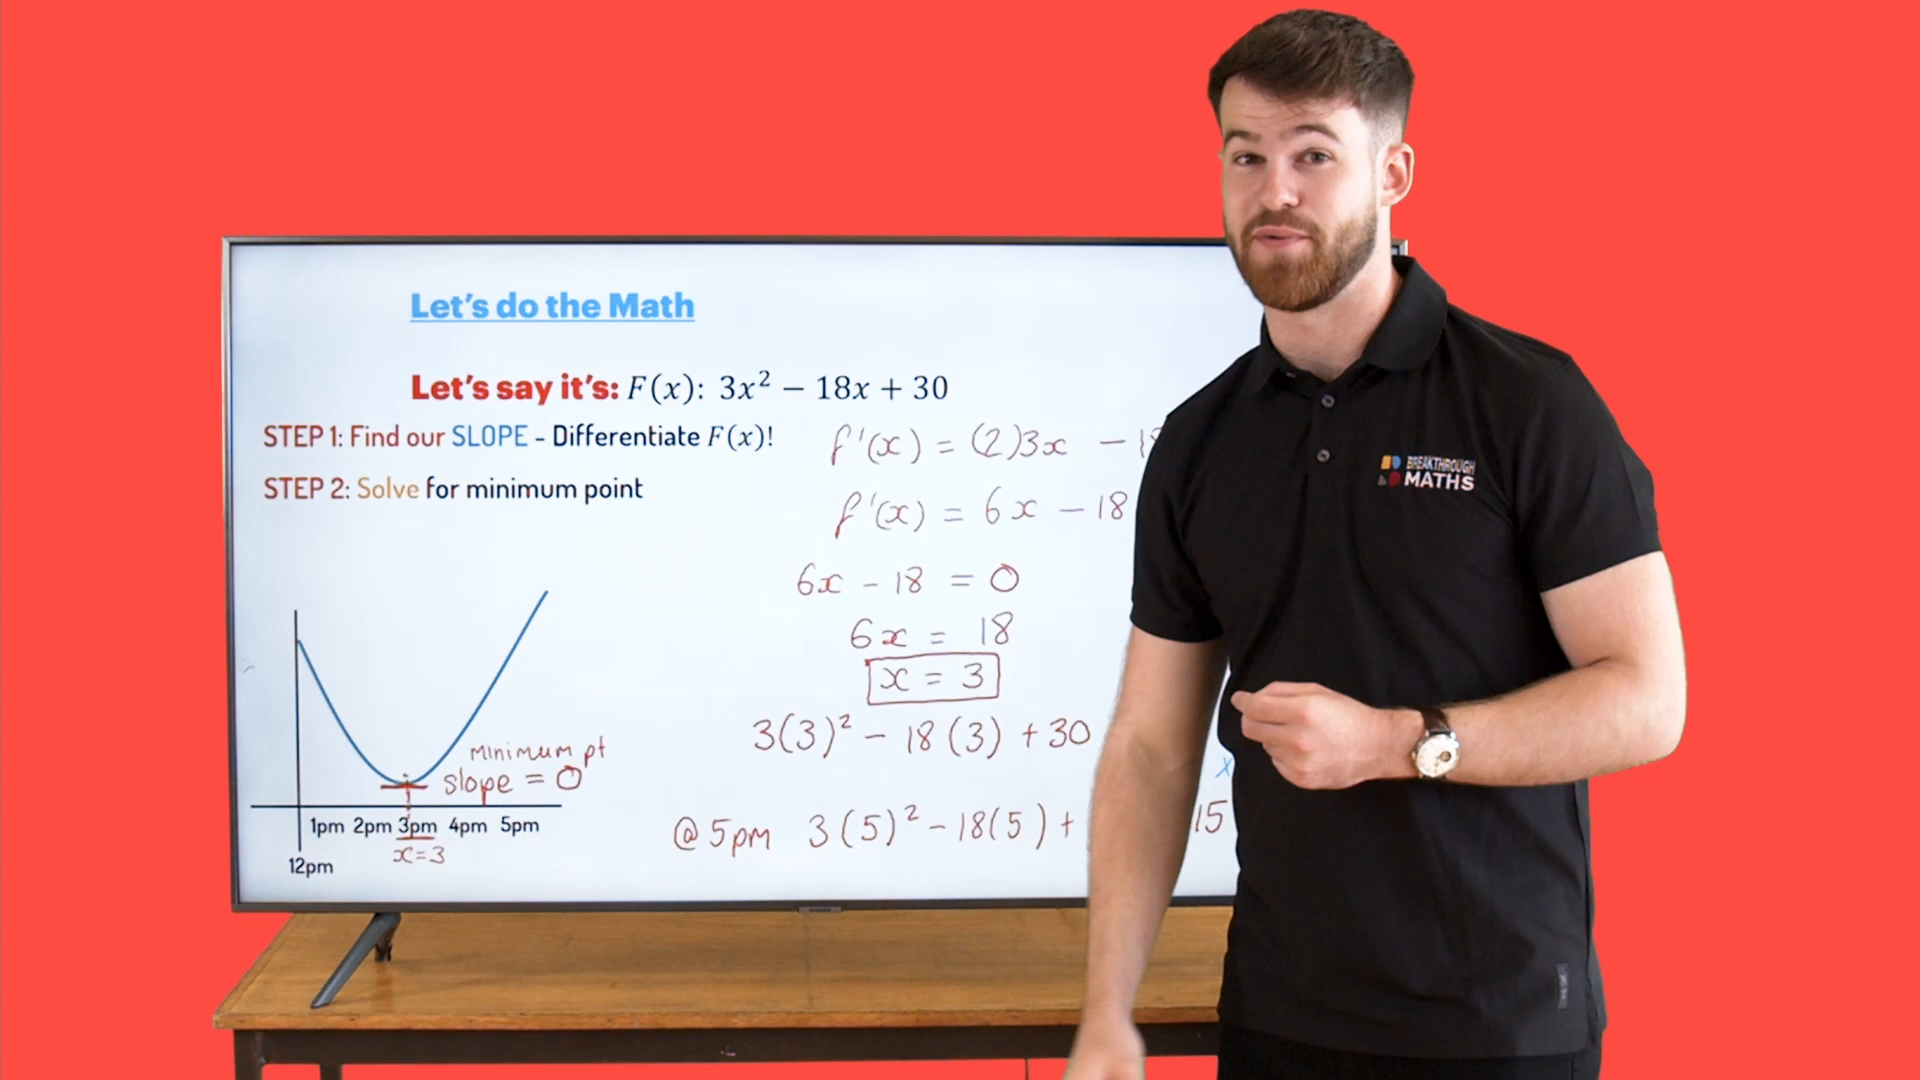 Let's do the Math
Let's say it's: F(x): 3x² − 18x + 30
STEP 1: Find our SLOPE - Differentiate F(x)!
f'(x) = (2)3x −
STEP 2: Solve for minimum point
f'(x) = 6x − 18
6x − 18 = 0
6x = 18
x = 3
3(3)² − 18(3) + 30
minimum pt
slope = 0
1pm 2pm 3pm 4pm 5pm
x=3
12pm
@ 5pm 3(5)² − 18(5) + 15
BREAKTHROUGH
MATHS